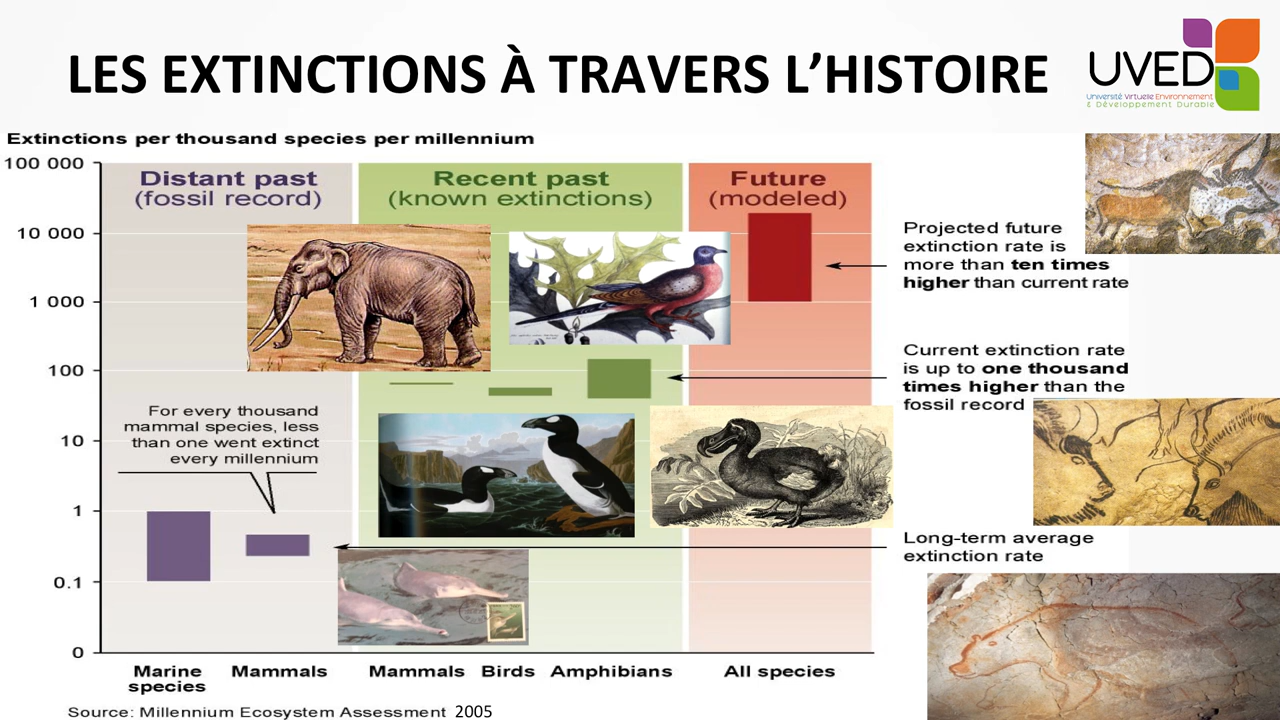 LES EXTINCTIONS À TRAVERS L’HISTOIRE
UVED
Université Virtuelle Environnement
& Développement Durable
Extinctions per thousand species per millennium
100 000
10 000
1 000
100
10
1
0.1
0
Distant past
(fossil record)
Recent past
(known extinctions)
Future
(modeled)
For every thousand
mammal species, less
than one went extinct
every millennium
Projected future
extinction rate is
more than ten times
higher than current rate
Current extinction rate
is up to one thousand
times higher than the
fossil record
Long-term average
extinction rate
Marine
species
Mammals
Mammals
Birds
Amphibians
All species
Source: Millennium Ecosystem Assessment 2005